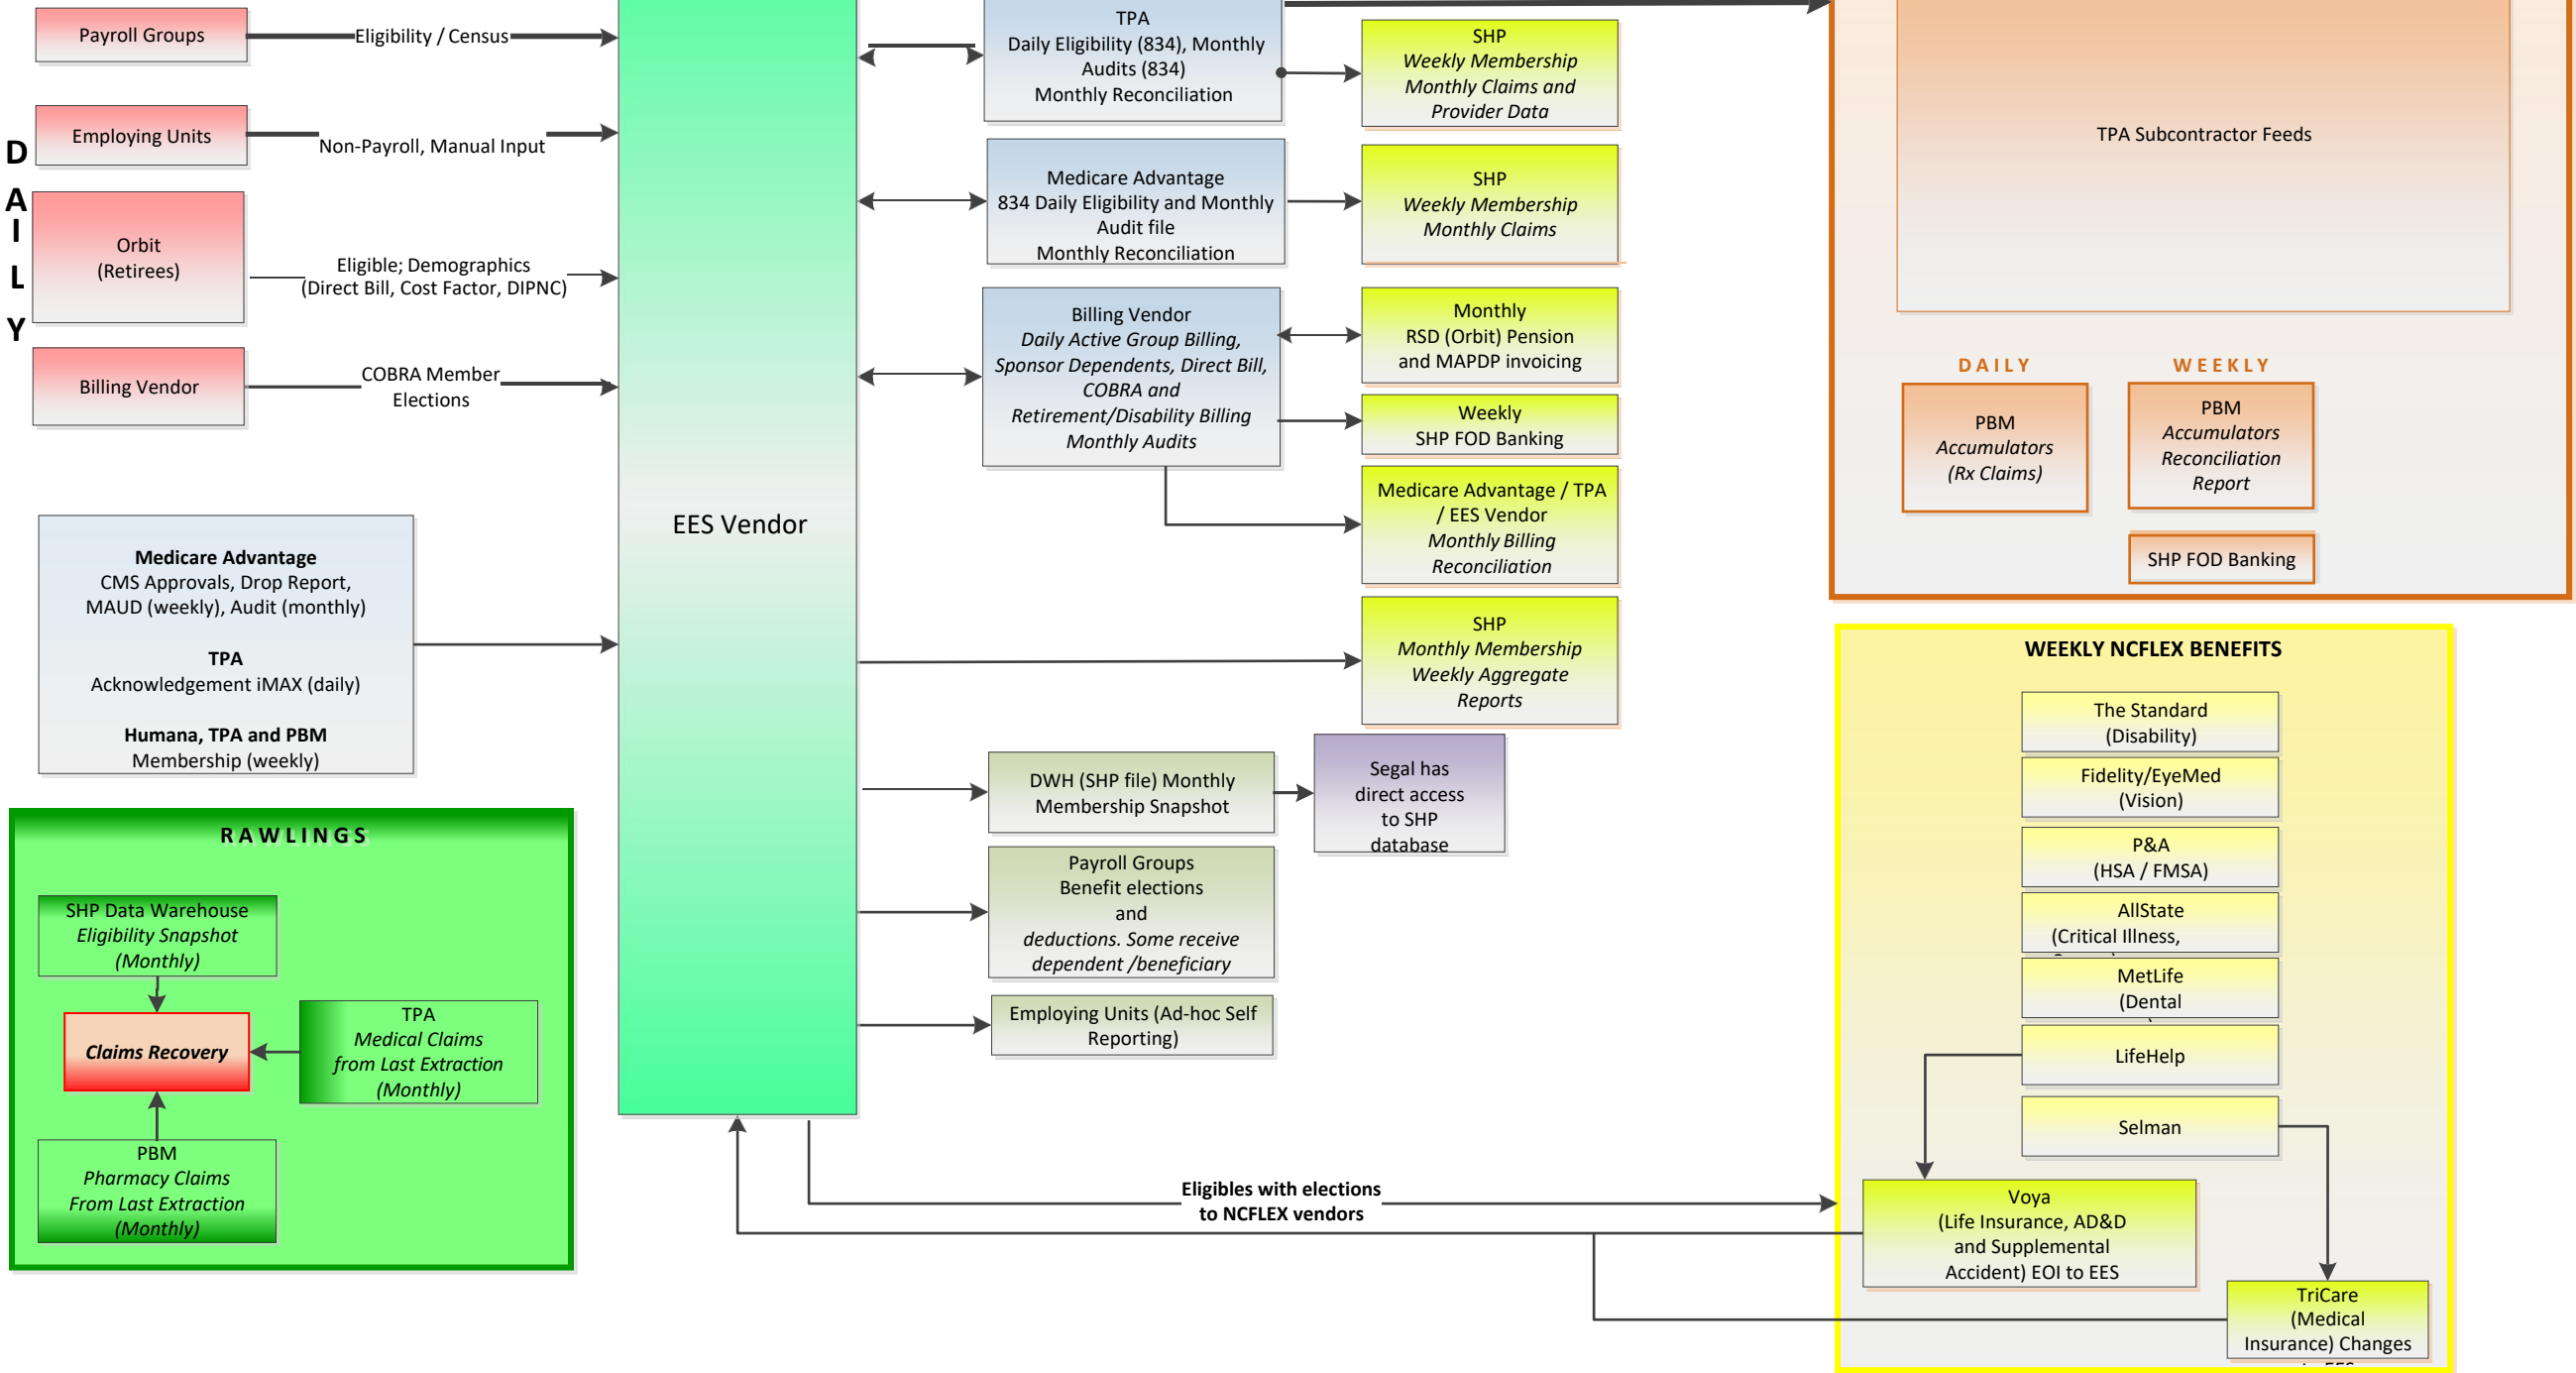 Payroll Groups
Eligibility / Census
Employing Units
Non-Payroll, Manual Input
D
A
I
L
Y
Orbit
(Retirees)
Eligible; Demographics
(Direct Bill, Cost Factor, DIPNC)
Billing Vendor
COBRA Member
Elections
Medicare Advantage
CMS Approvals, Drop Report,
MAUD (weekly), Audit (monthly)
TPA
Acknowledgement iMAX (daily)
Humana, TPA and PBM
Membership (weekly)
RAWLINGS
SHP Data Warehouse
Eligibility Snapshot
(Monthly)
Claims Recovery
TPA
Medical Claims
from Last Extraction
(Monthly)
PBM
Pharmacy Claims
From Last Extraction
(Monthly)
EES Vendor
TPA
Daily Eligibility (834), Monthly
Audits (834)
Monthly Reconciliation
SHP
Weekly Membership
Monthly Claims and
Provider Data
Medicare Advantage
834 Daily Eligibility and Monthly
Audit file
Monthly Reconciliation
SHP
Weekly Membership
Monthly Claims
Billing Vendor
Daily Active Group Billing,
Sponsor Dependents, Direct Bill,
COBRA and
Retirement/Disability Billing
Monthly Audits
Monthly
RSD (Orbit) Pension
and MAPDP invoicing
Weekly
SHP FOD Banking
Medicare Advantage / TPA
/ EES Vendor
Monthly Billing
Reconciliation
SHP
Monthly Membership
Weekly Aggregate
Reports
DWH (SHP file) Monthly
Membership Snapshot
Segal has
direct access
to SHP
database
Payroll Groups
Benefit elections
and
deductions. Some receive
dependent /beneficiary
Employing Units (Ad-hoc Self
Reporting)
Eligibles with elections
to NCFLEX vendors
TPA Subcontractor Feeds
DAILY
PBM
Accumulators
(Rx Claims)
WEEKLY
PBM
Accumulators
Reconciliation
Report
SHP FOD Banking
WEEKLY NCFLEX BENEFITS
The Standard
(Disability)
Fidelity/EyeMed
(Vision)
P&A
(HSA / FMSA)
AllState
(Critical Illness,
MetLife
(Dental
LifeHelp
Selman
Voya
(Life Insurance, AD&D
and Supplemental
Accident) EOI to EES
TriCare
(Medical
Insurance) Changes